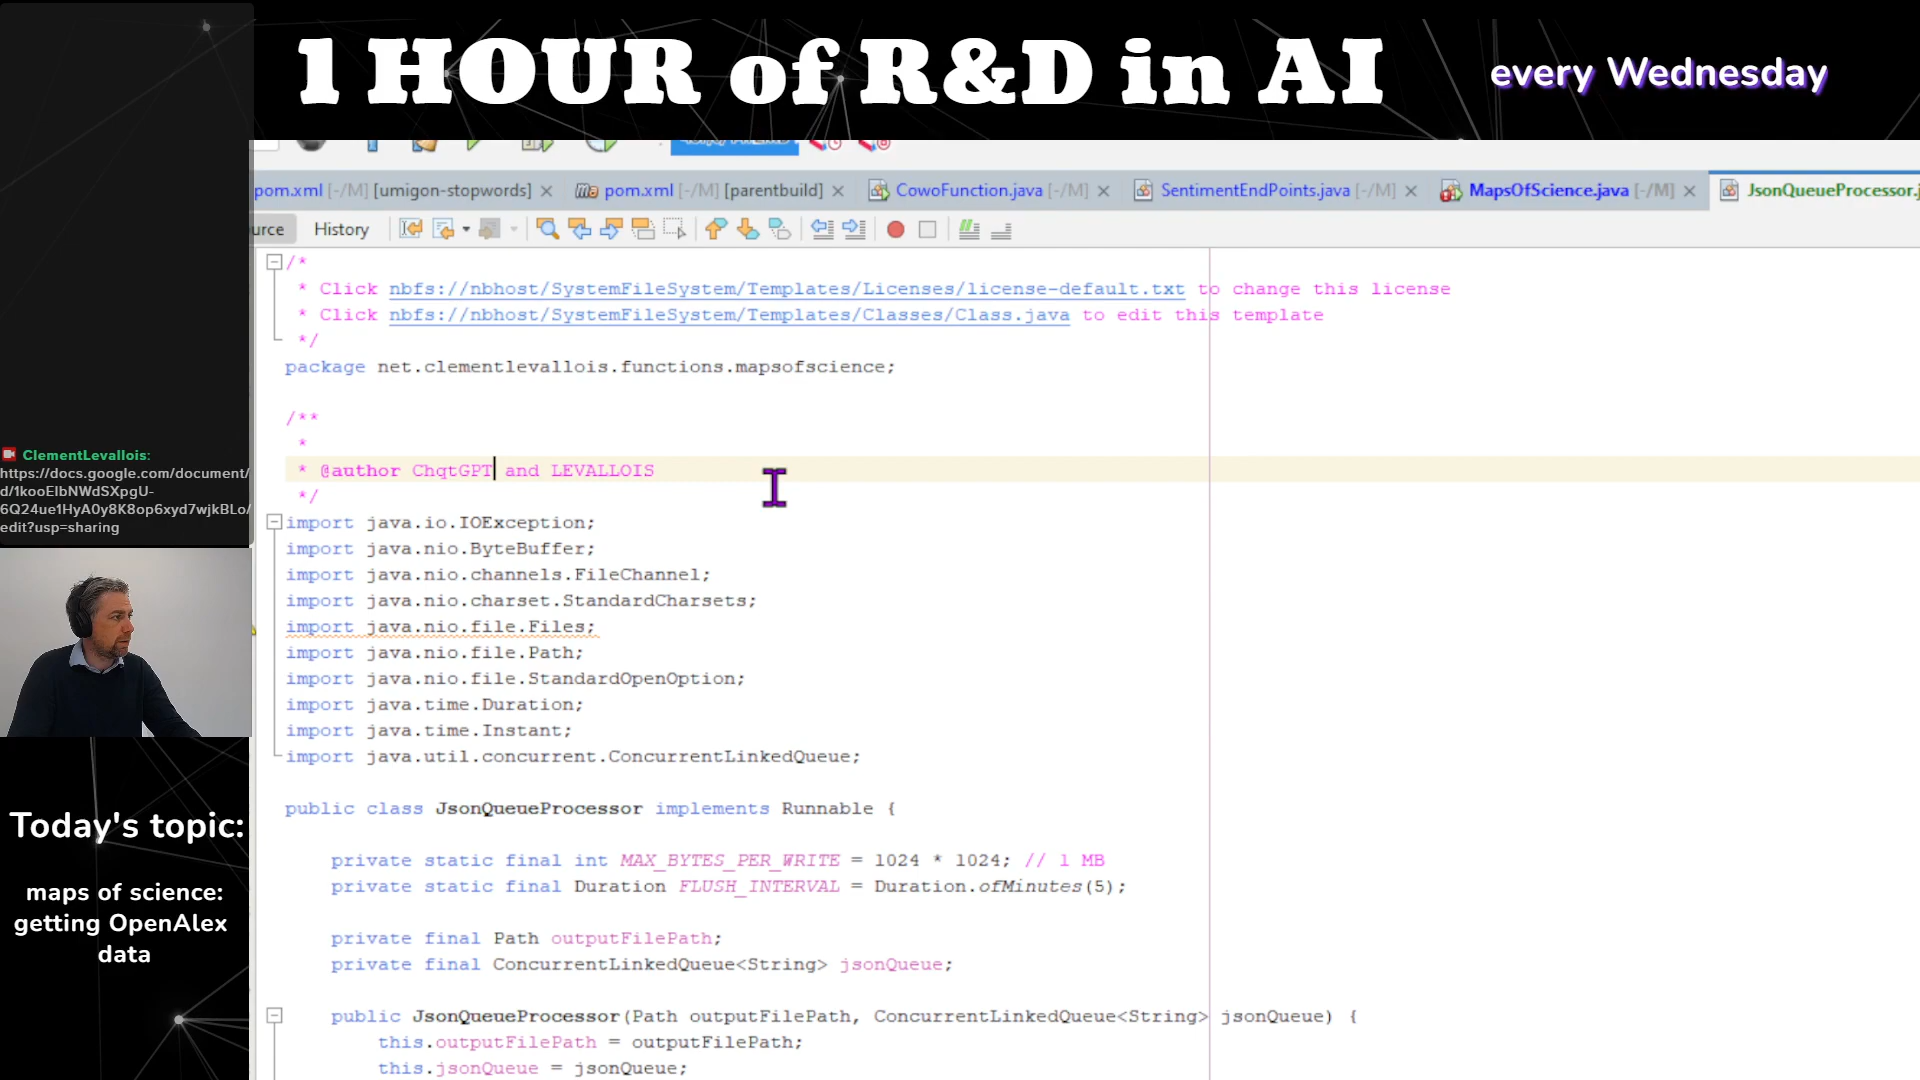 1 HOUR of R&D in AI
every Wednesday
pom.xml [-/M] [umigon-stopwords]
pom.xml [-/M] [parentbuild]
CowoFunction.java [-/M]
SentimentEndPoints.java [-/M]
MapsOfScience.java [-/M]
JsonQueueProcessor.j
urce
History
/*
* Click nbfs://nbhost/SystemFileSystem/Templates/Licenses/license-default.txt to change this license
* Click nbfs://nbhost/SystemFileSystem/Templates/Classes/Class.java to edit this template
*/
package net.clementlevallois.functions.mapsofscience;
/**
*
* @author ChqtGPT and LEVALLOIS
*/
import java.io.IOException;
import java.nio.ByteBuffer;
import java.nio.channels.FileChannel;
import java.nio.charset.StandardCharsets;
import java.nio.file.Files;
import java.nio.file.Path;
import java.nio.file.StandardOpenOption;
import java.time.Duration;
import java.time.Instant;
import java.util.concurrent.ConcurrentLinkedQueue;
public class JsonQueueProcessor implements Runnable {
private static final int MAX_BYTES_PER_WRITE = 1024 * 1024; // 1 MB
private static final Duration FLUSH_INTERVAL = Duration.ofMinutes(5);
private final Path outputFilePath;
private final ConcurrentLinkedQueue<String> jsonQueue;
public JsonQueueProcessor(Path outputFilePath, ConcurrentLinkedQueue<String> jsonQueue) {
this.outputFilePath = outputFilePath;
this.jsonQueue = jsonQueue;
ClementLevallois:
https://docs.google.com/document/
d/1kooElbNWdSXpgU-
6Q24ue1HyA0y8K8op6xyd7wjkBLo/
edit?usp=sharing
Today's topic:
maps of science:
getting OpenAlex
data